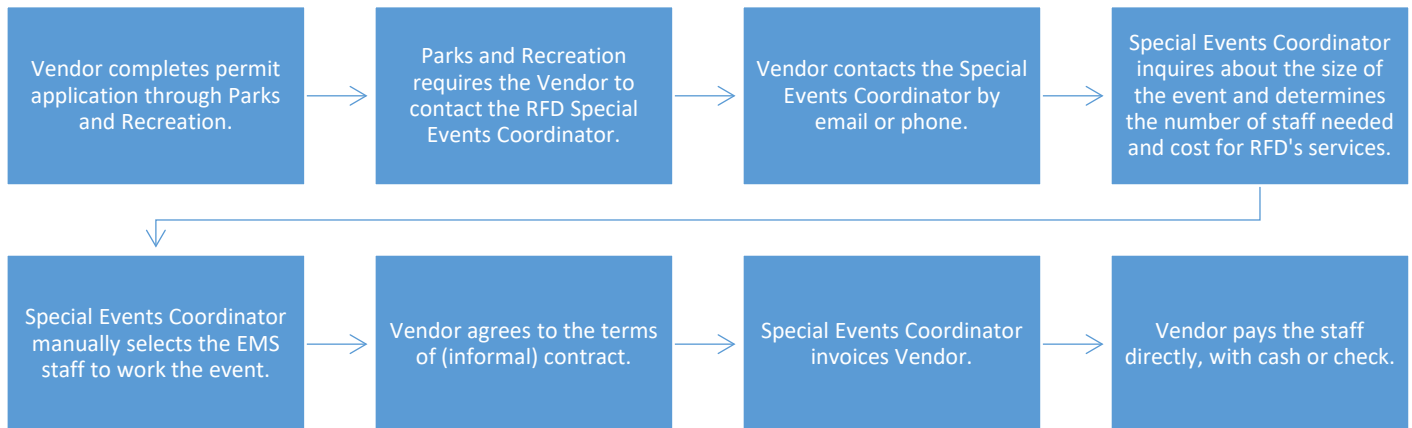 Vendor completes permit
application through Parks
and Recreation.
Parks and Recreation
requires the Vendor to
contact the RFD Special
Events Coordinator.
Vendor contacts the Special
Events Coordinator by
email or phone.
Special Events Coordinator
inquires about the size of
the event and determines
the number of staff needed
and cost for RFD's services.
Special Events Coordinator
manually selects the EMS
staff to work the event.
Vendor agrees to the terms
of (informal) contract.
Special Events Coordinator
invoices Vendor.
Vendor pays the staff
directly, with cash or check.